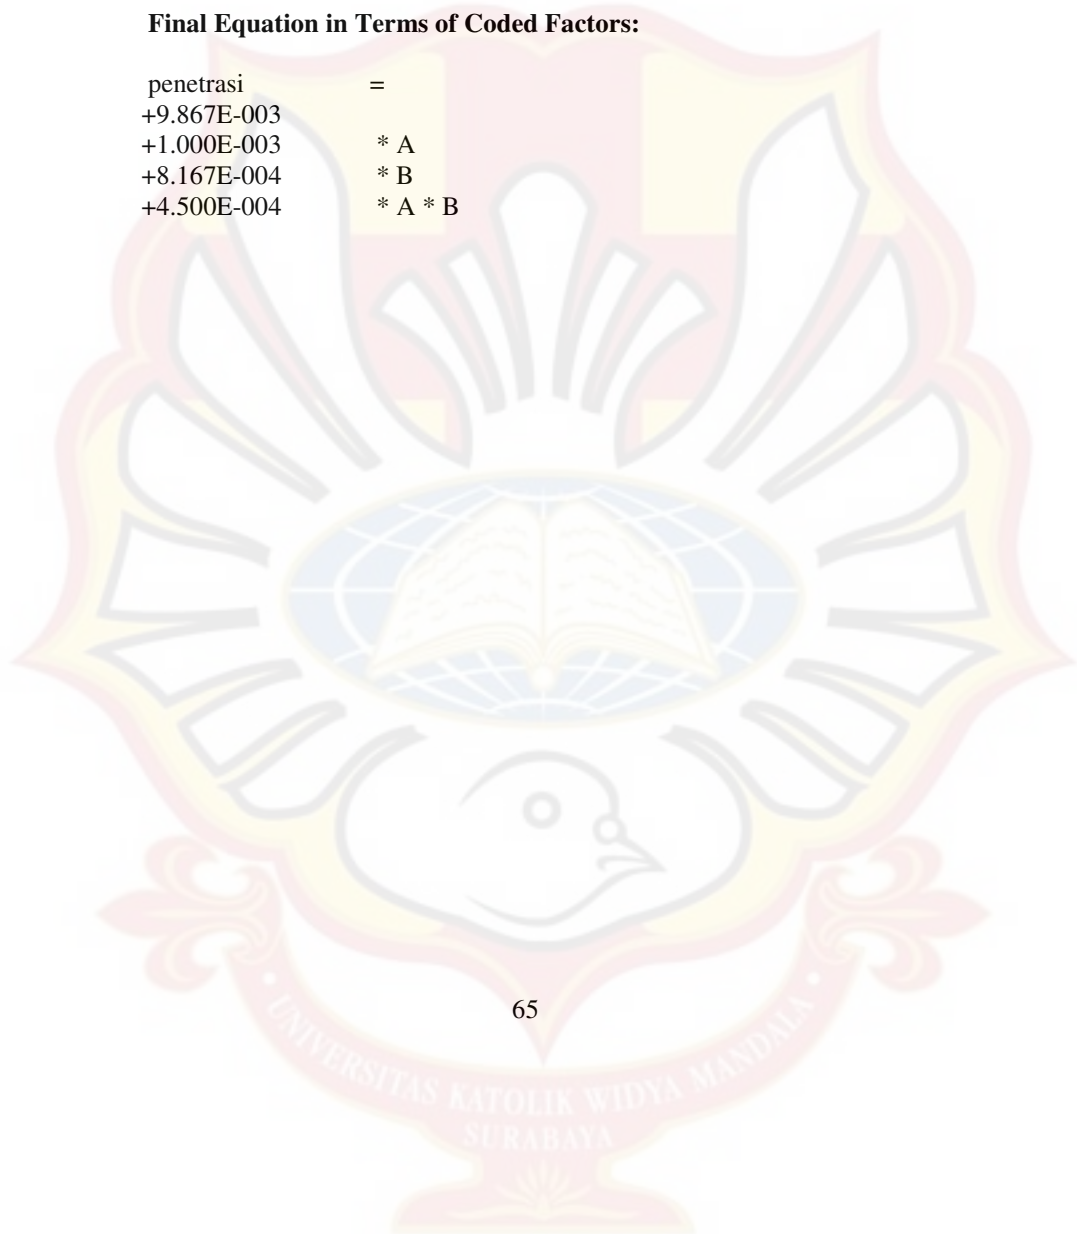 Final Equation in Terms of Coded Factors:
penetrasi =
+9.867E-003
+1.000E-003 * A
+8.167E-004 * B
+4.500E-004 * A * B
65
UNIVERSITAS KATOLIK WIDYA MANDALA
SURABAYA